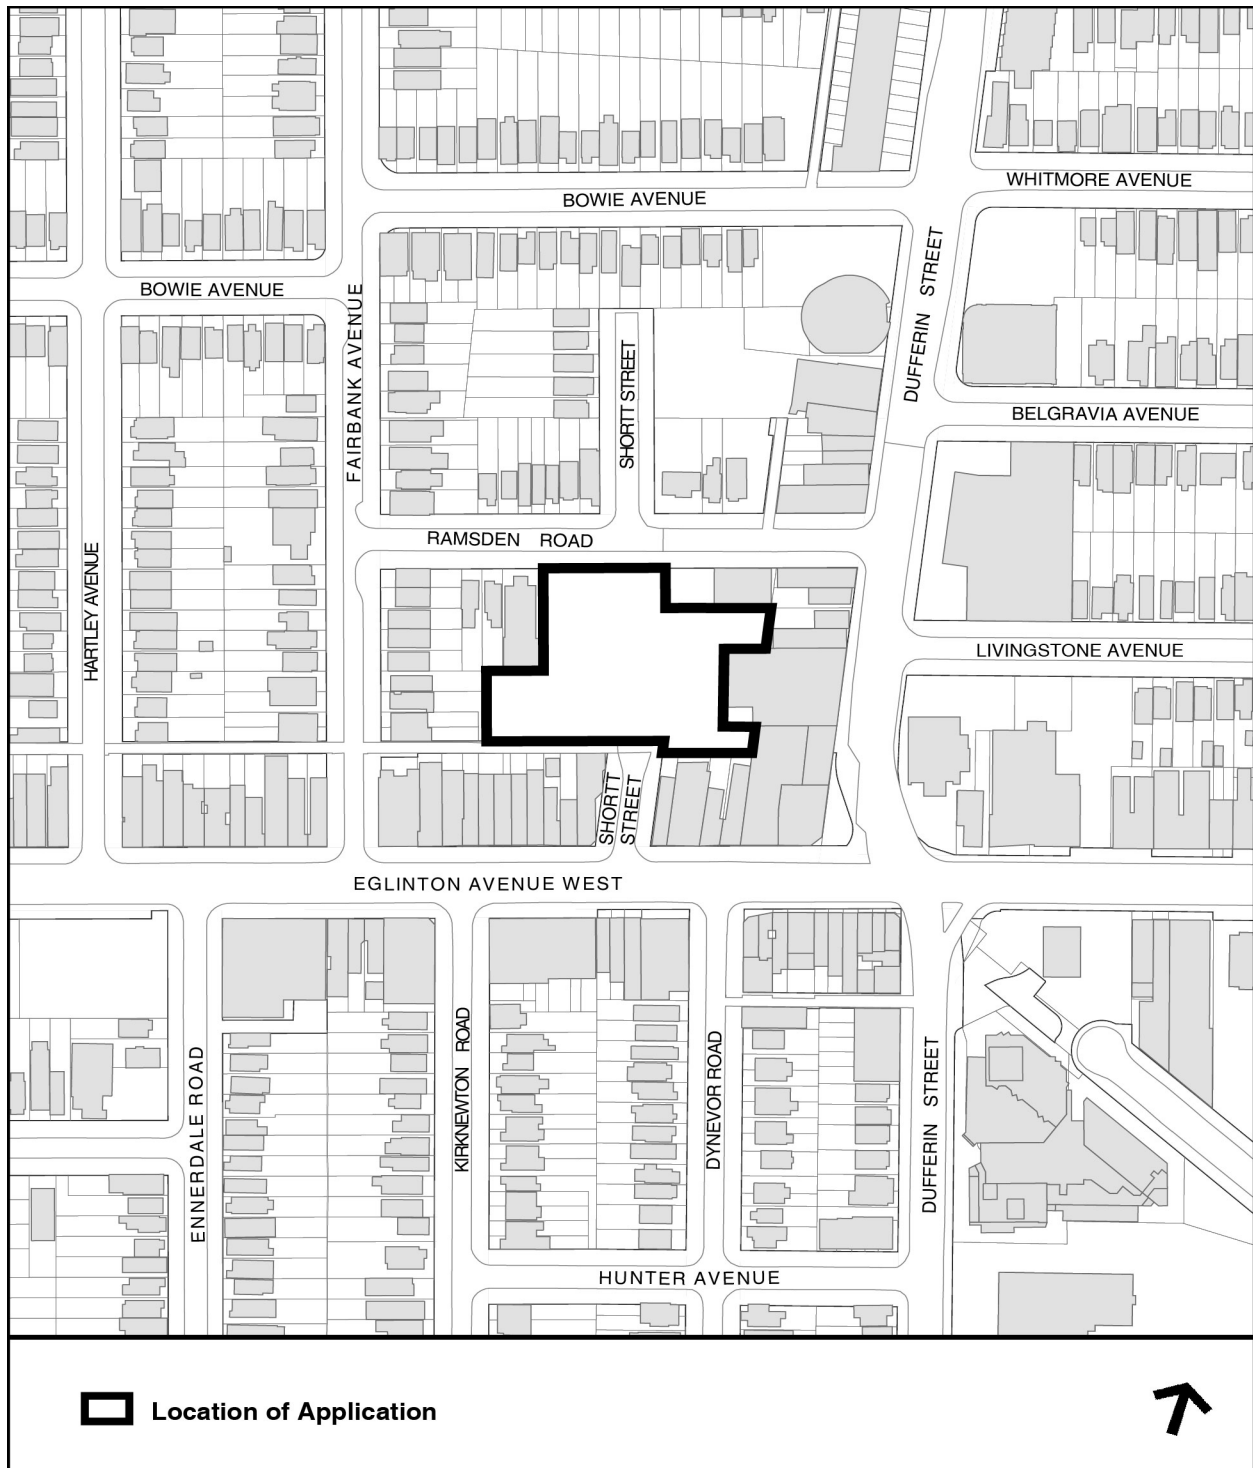 WHITMORE AVENUE
BOWIE AVENUE
DUFFERIN STREET
BOWIE AVENUE
FAIRBANK AVENUE
SHORTT STREET
BELGRAVIA AVENUE
RAMSDEN ROAD
HARTLEY AVENUE
LIVINGSTONE AVENUE
SHORTT
STREET
EGLINTON AVENUE WEST
ENNERDALE ROAD
KIRKNEWTON ROAD
DYNEVOR ROAD
DUFFERIN STREET
HUNTER AVENUE
Location of Application